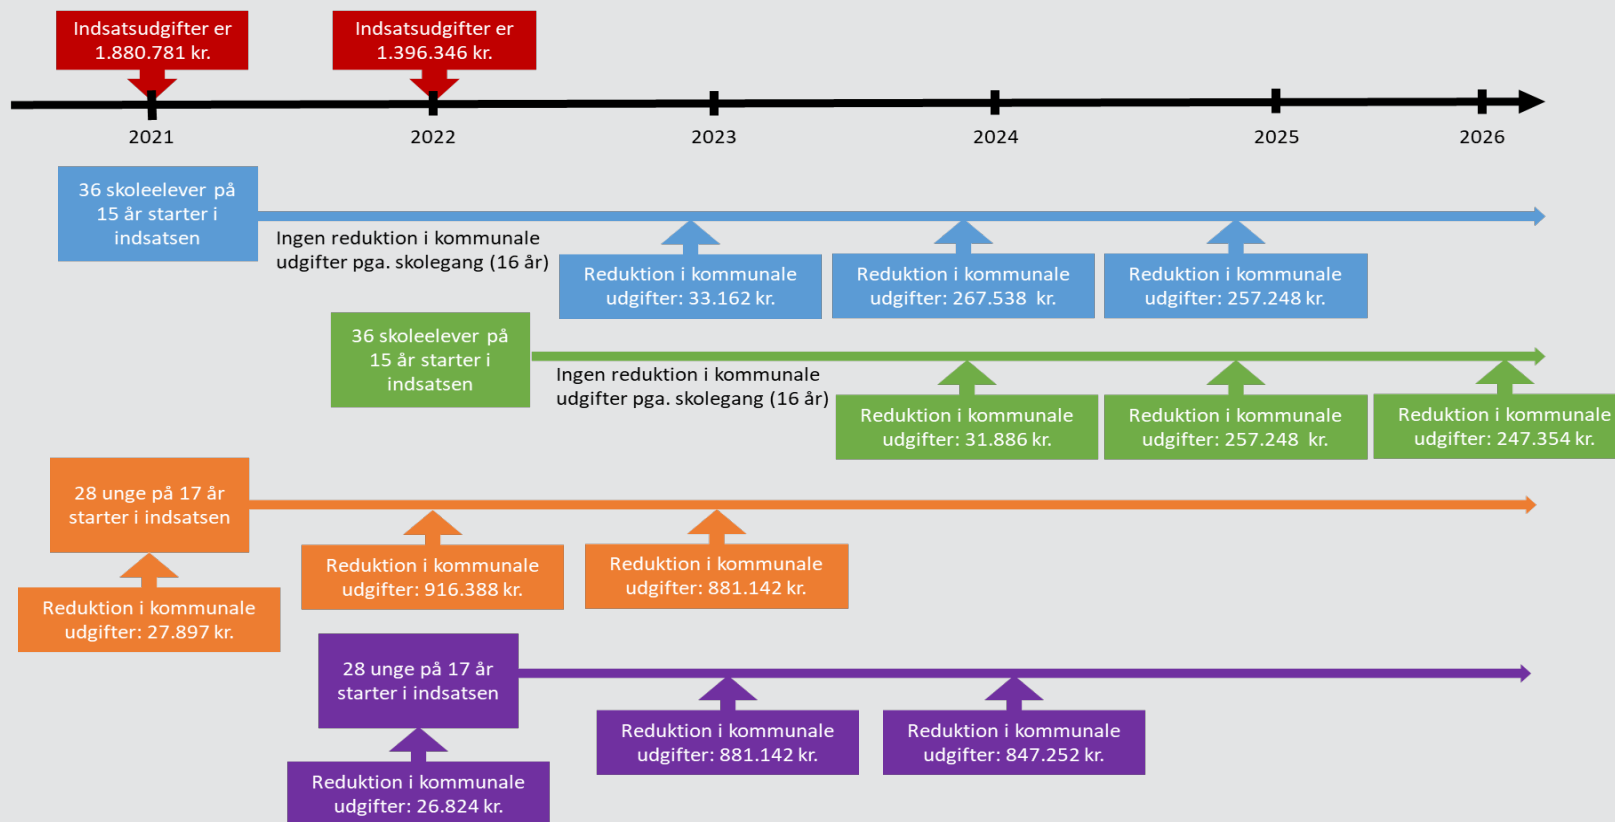 Indsatsudgifter er
1.880.781 kr.
Indsatsudgifter er
1.396.346 kr.
2021
2022
2023
2024
2025
2026
36 skoleelever på
15 år starter i
indsatsen
Ingen reduktion i kommunale
udgifter pga. skolegang (16 år)
Reduktion i kommunale
udgifter: 33.162 kr.
Reduktion i kommunale
udgifter: 267.538 kr.
Reduktion i kommunale
udgifter: 257.248 kr.
36 skoleelever på
15 år starter i
indsatsen
Ingen reduktion i kommunale
udgifter pga. skolegang (16 år)
Reduktion i kommunale
udgifter: 31.886 kr.
Reduktion i kommunale
udgifter: 257.248 kr.
Reduktion i kommunale
udgifter: 247.354 kr.
28 unge på 17 år
starter i indsatsen
Reduktion i kommunale
udgifter: 27.897 kr.
Reduktion i kommunale
udgifter: 916.388 kr.
Reduktion i kommunale
udgifter: 881.142 kr.
28 unge på 17 år
starter i indsatsen
Reduktion i kommunale
udgifter: 26.824 kr.
Reduktion i kommunale
udgifter: 881.142 kr.
Reduktion i kommunale
udgifter: 847.252 kr.